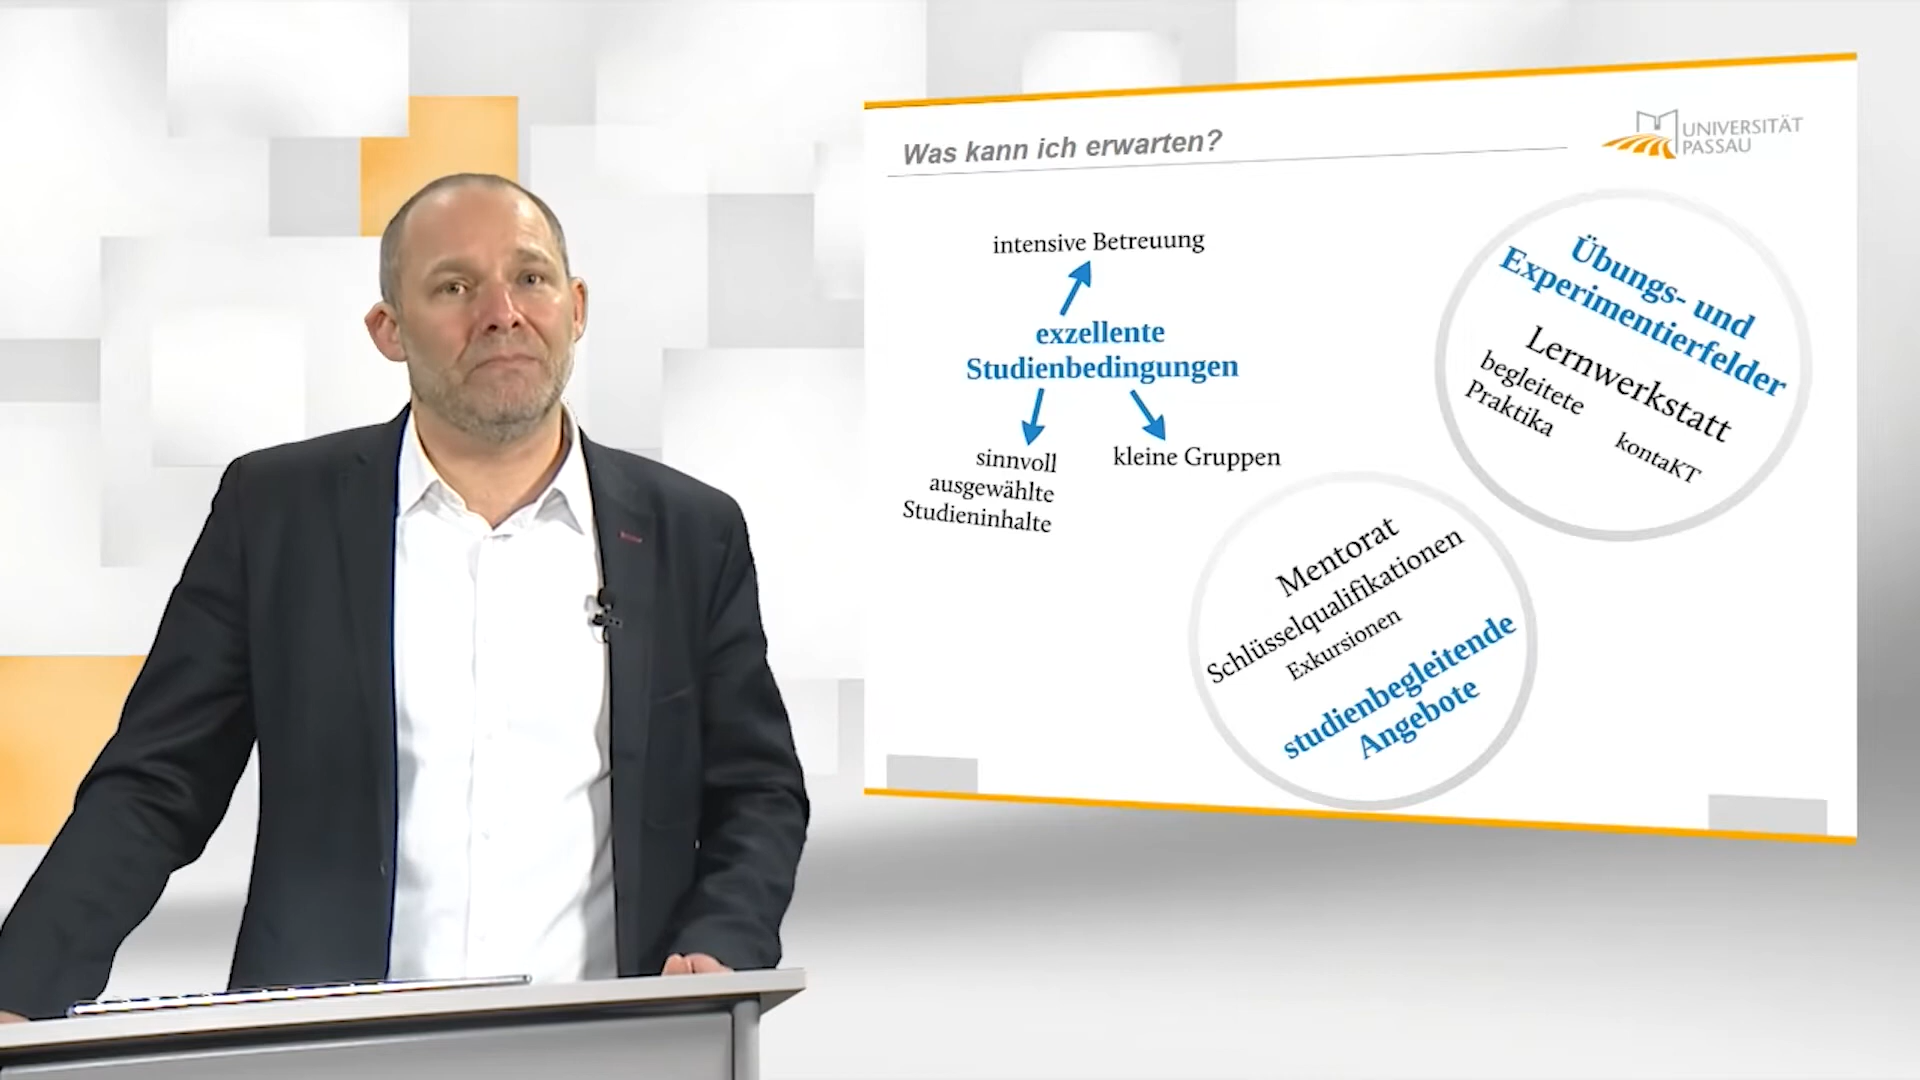 Was kann ich erwarten?
UNIVERSITÄT
PASSAU
intensive Betreuung
exzellente
Studienbedingungen
sinnvoll
ausgewählte
Studieninhalte
kleine Gruppen
Übungs- und
Experimentierfelder
Lernwerkstatt
begleitete
Praktika
kontaKT
Mentorat
Schlüsselqualifikationen
Exkursionen
studienbegleitende
Angebote